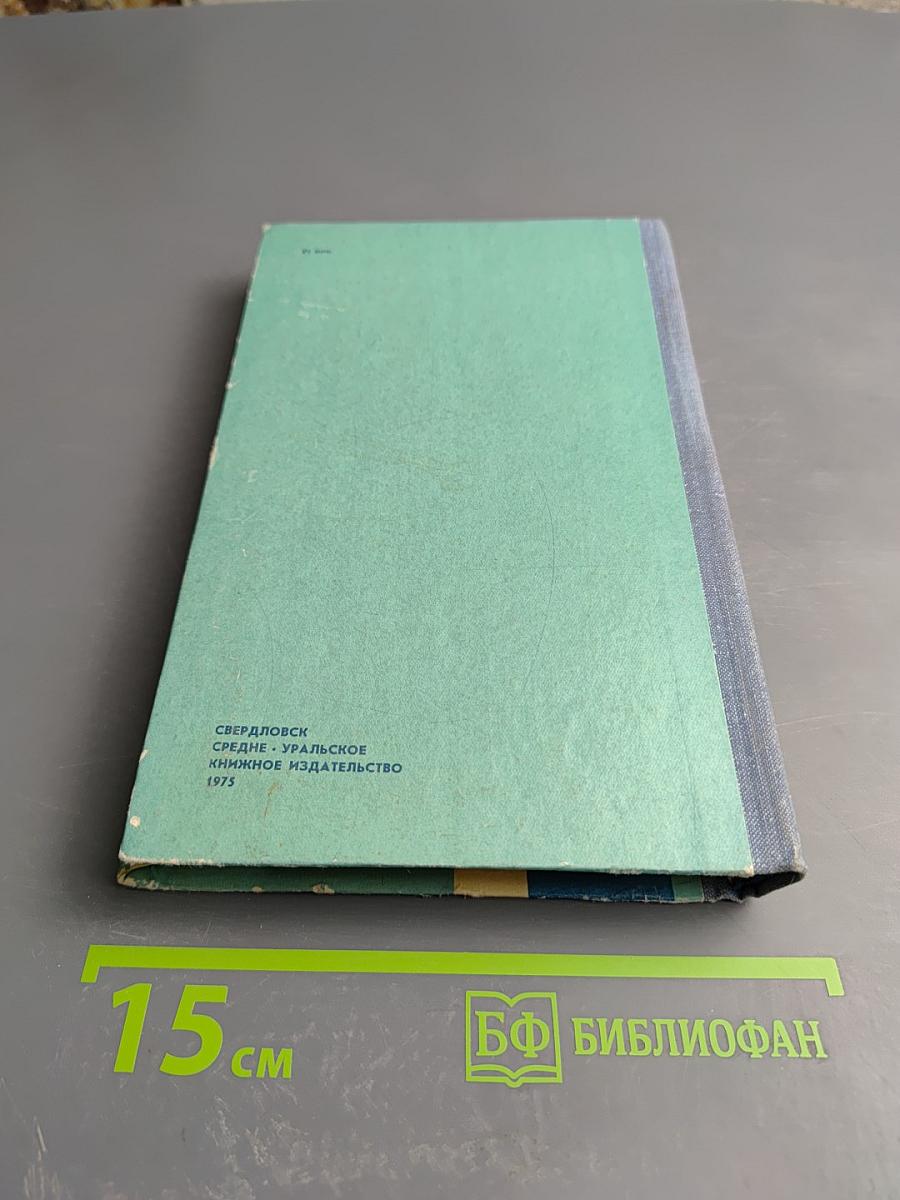 СВЕРДЛОВСК
СРЕДНЕ · УРАЛЬСКОЕ
КНИЖНОЕ ИЗДАТЕЛЬСТВО
1975
15 см
БФ БИБЛИОФАН